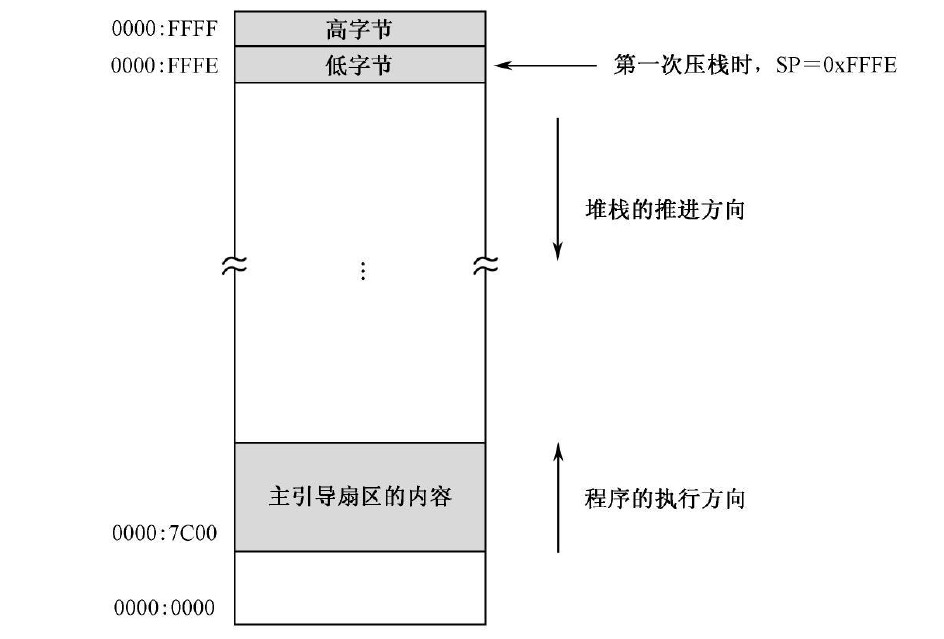 0000:FFFF 高字节
0000:FFFE 低字节 第一次压栈时，SP＝0xFFFE
堆栈的推进方向
⋮
主引导扇区的内容 程序的执行方向
0000:7C00
0000:0000